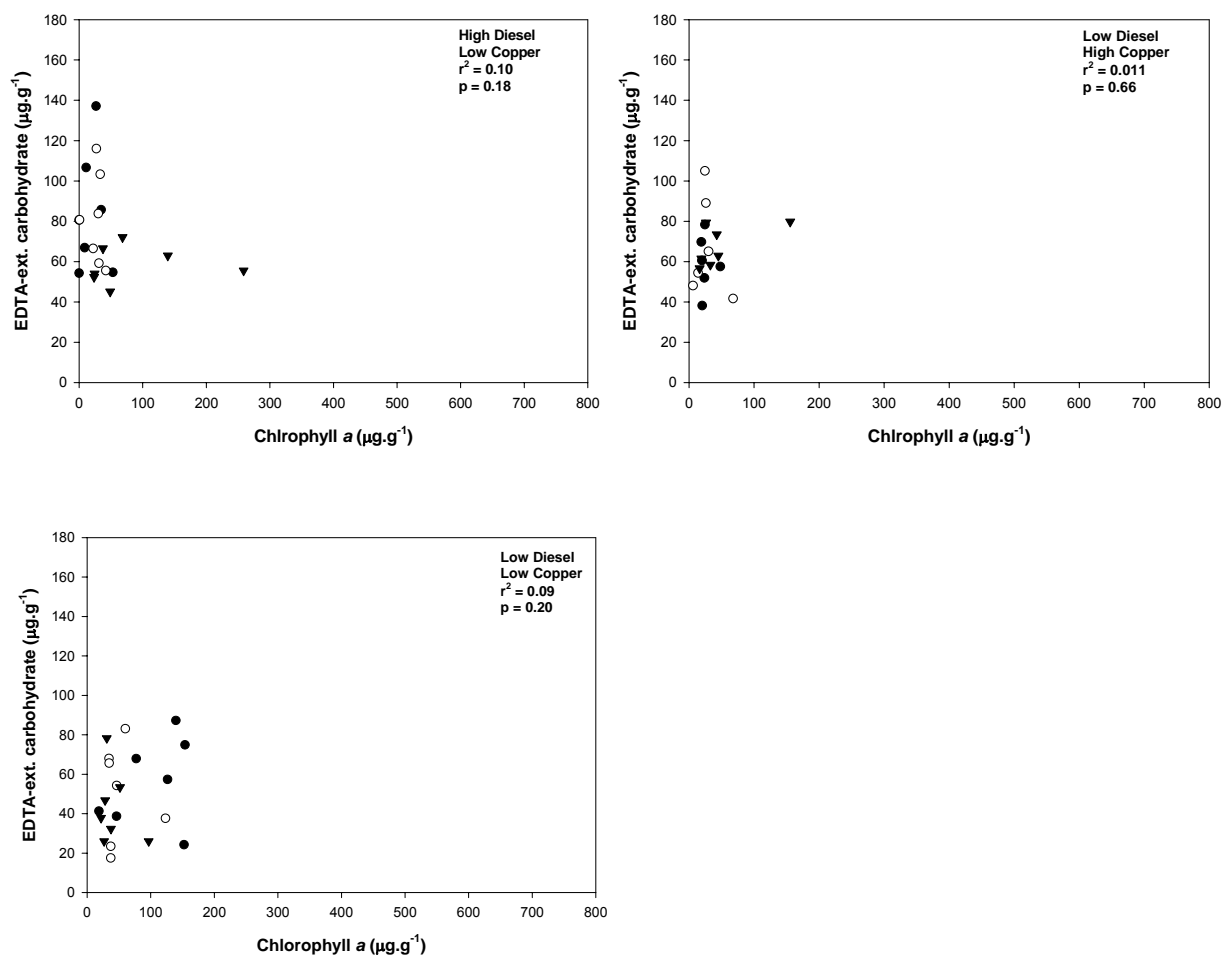 180
160
140
120
100
80
60
40
20
0
EDTA-ext. carbohydrate (µg.g⁻¹)
High Diesel
Low Copper
r² = 0.10
p = 0.18
0 100 200 300 400 500 600 700 800
Chlrophyll a (µg.g⁻¹)
180
160
140
120
100
80
60
40
20
0
EDTA-ext. carbohydrate (µg.g⁻¹)
Low Diesel
High Copper
r² = 0.011
p = 0.66
0 100 200 300 400 500 600 700 800
Chlrophyll a (µg.g⁻¹)
180
160
140
120
100
80
60
40
20
0
EDTA-ext. carbohydrate (µg.g⁻¹)
Low Diesel
Low Copper
r² = 0.09
p = 0.20
0 100 200 300 400 500 600 700 800
Chlorophyll a (µg.g⁻¹)